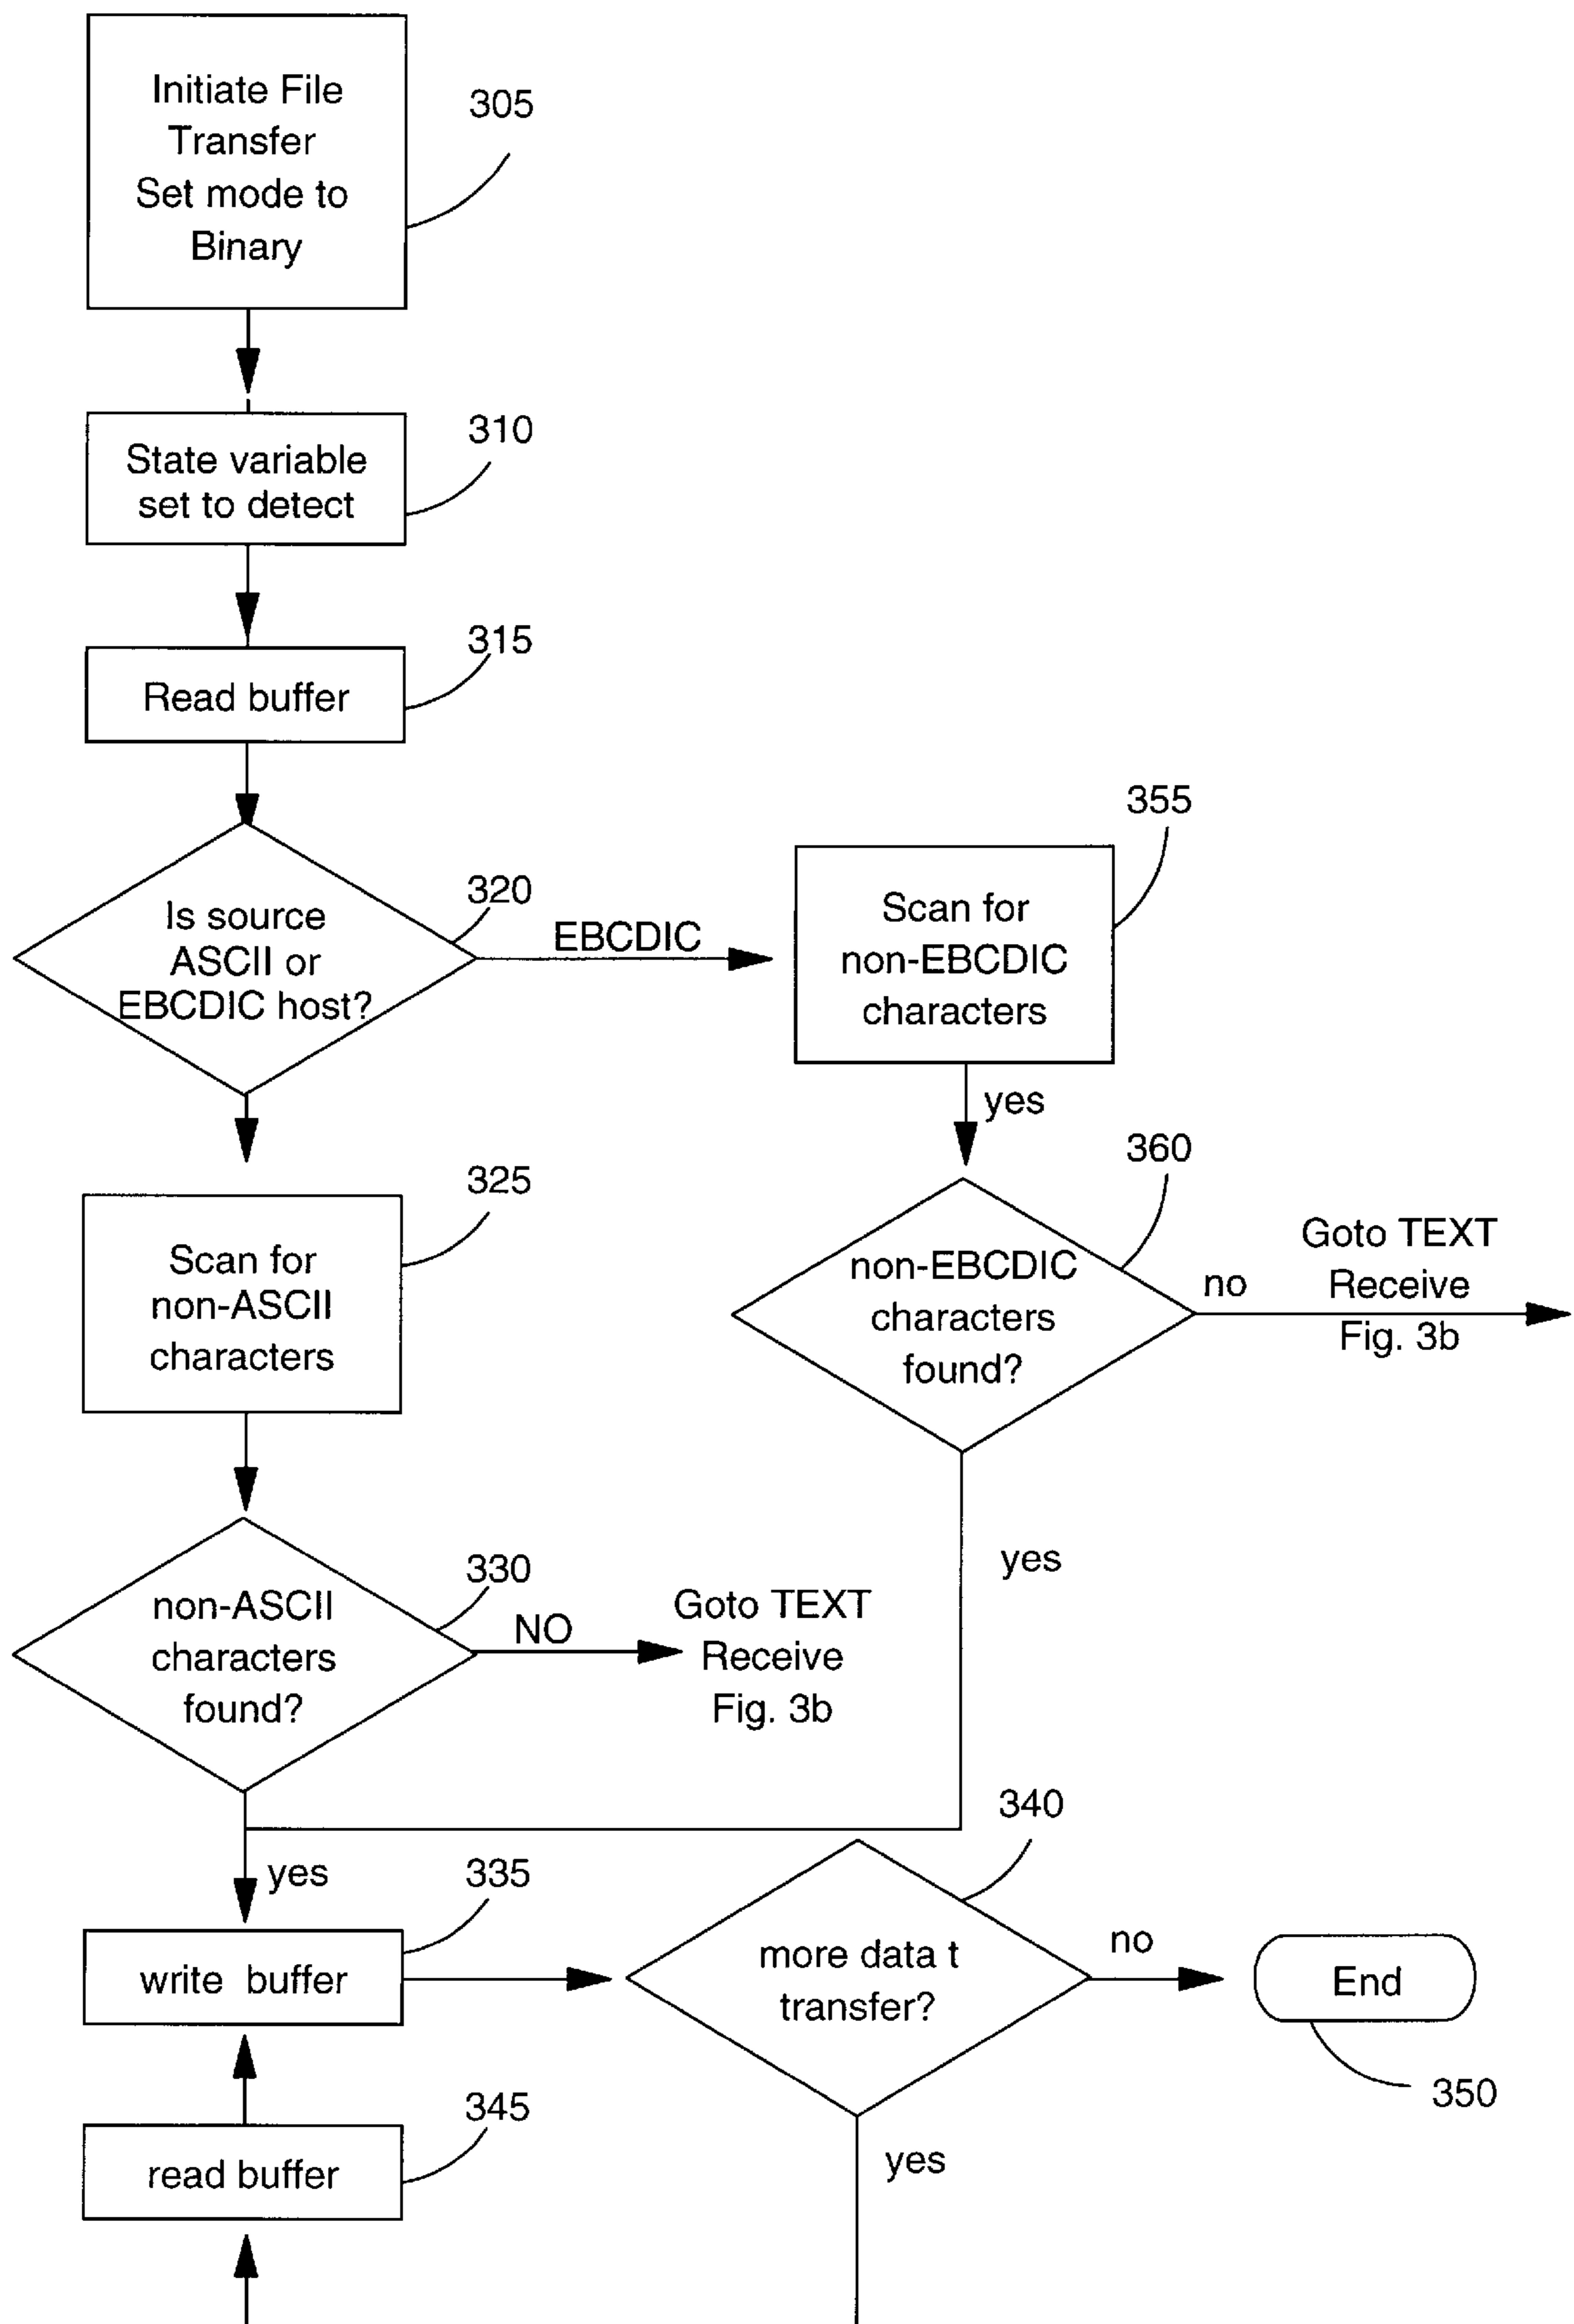 Initiate File
Transfer
Set mode to
Binary
305
State variable
set to detect
310
Read buffer
315
Is source
ASCII or
EBCDIC host?
320
EBCDIC
Scan for
non-EBCDIC
characters
355
yes
Scan for
non-ASCII
characters
325
non-EBCDIC
characters
found?
360
no
Goto TEXT
Receive
Fig. 3b
yes
non-ASCII
characters
found?
330
NO
Goto TEXT
Receive
Fig. 3b
yes
write buffer
335
more data t
transfer?
340
no
End
350
read buffer
345
yes